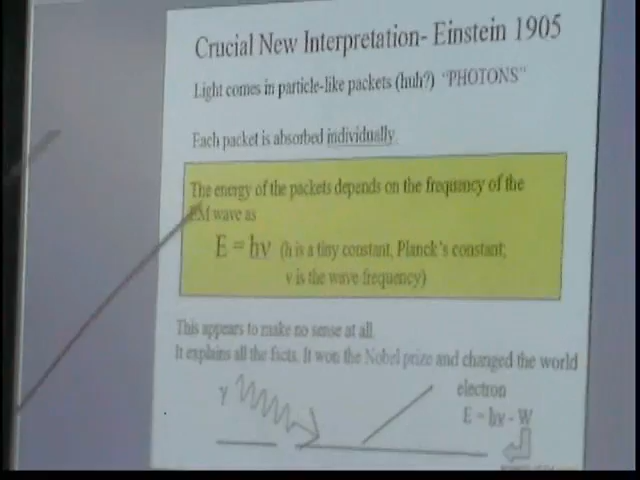 Crucial New Interpretation- Einstein 1905
Light comes in particle-like packets (huh?) "PHOTONS"
Each packet is absorbed individually.
The energy of the packets depends on the frequency of the
EM wave as
E = hν (h is a tiny constant, Planck's constant;
ν is the wave frequency)
This appears to make no sense at all.
It explains all the facts. It won the Nobel prize and changed the world
γ
electron
E = hν - W